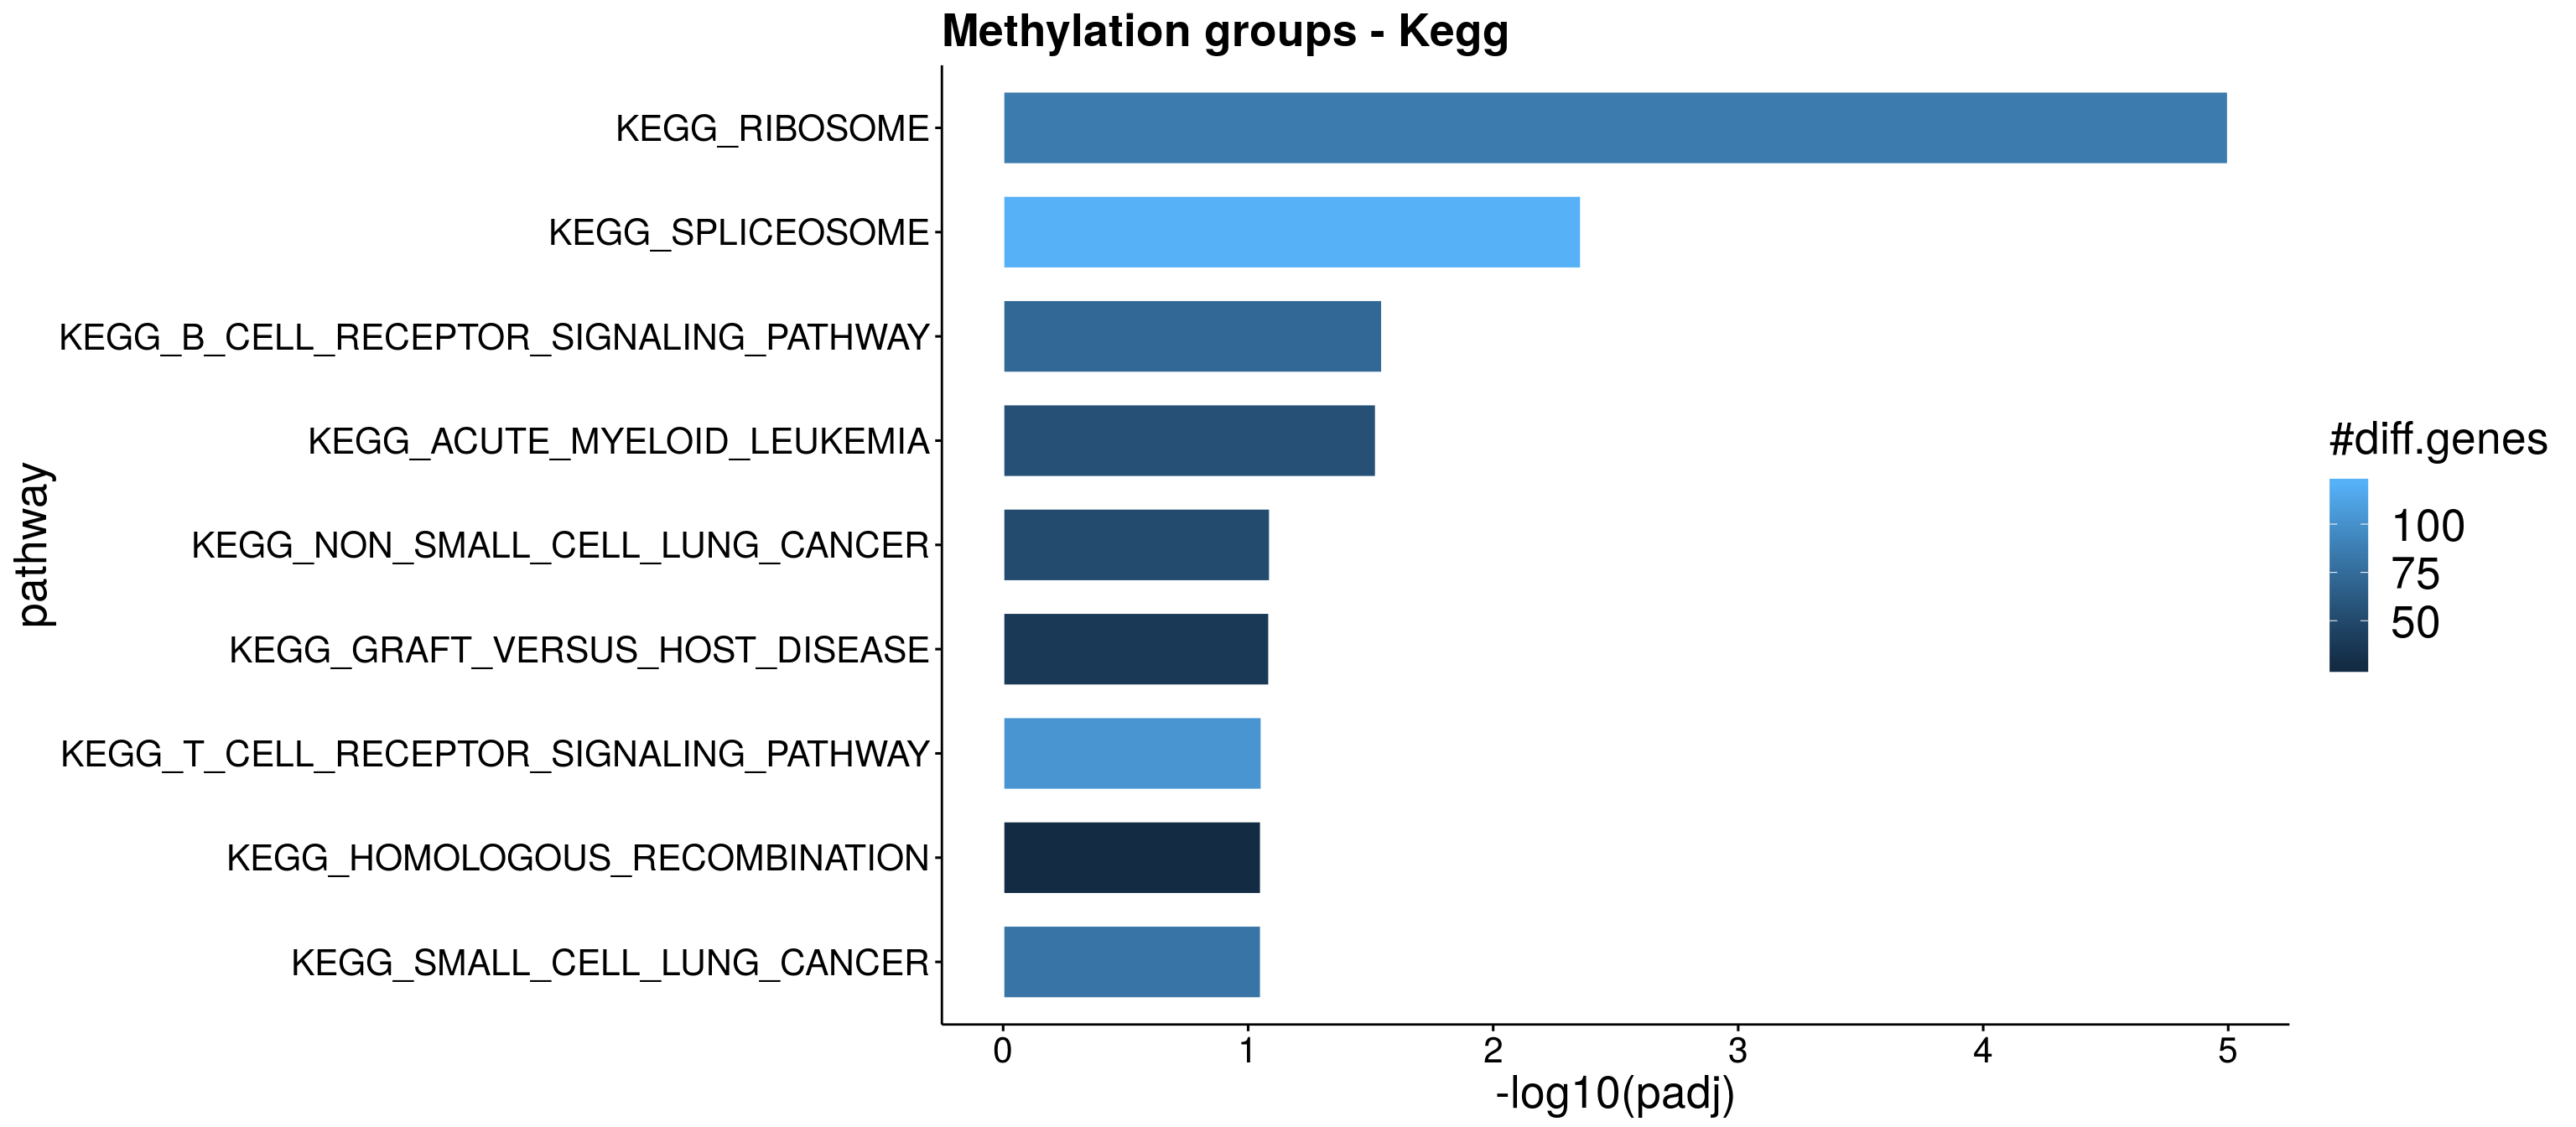 Methylation groups - Kegg
KEGG_RIBOSOME
KEGG_SPLICEOSOME
KEGG_B_CELL_RECEPTOR_SIGNALING_PATHWAY
KEGG_ACUTE_MYELOID_LEUKEMIA
KEGG_NON_SMALL_CELL_LUNG_CANCER
KEGG_GRAFT_VERSUS_HOST_DISEASE
KEGG_T_CELL_RECEPTOR_SIGNALING_PATHWAY
KEGG_HOMOLOGOUS_RECOMBINATION
KEGG_SMALL_CELL_LUNG_CANCER
pathway
0 1 2 3 4 5
-log10(padj)
#diff.genes
100
75
50